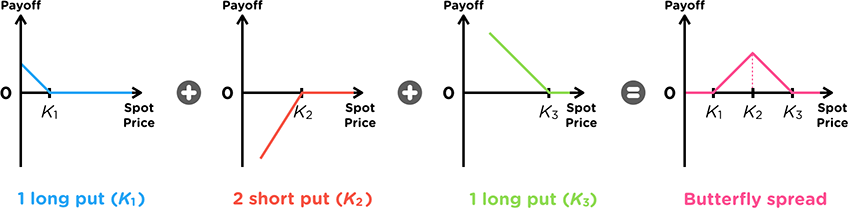 Payoff
0
K1
Spot
Price
+
Payoff
0
K2
Spot
Price
+
Payoff
0
K3
Spot
Price
=
Payoff
0
K1
K2
K3
Spot
Price
1 long put (K1)
2 short put (K2)
1 long put (K3)
Butterfly spread